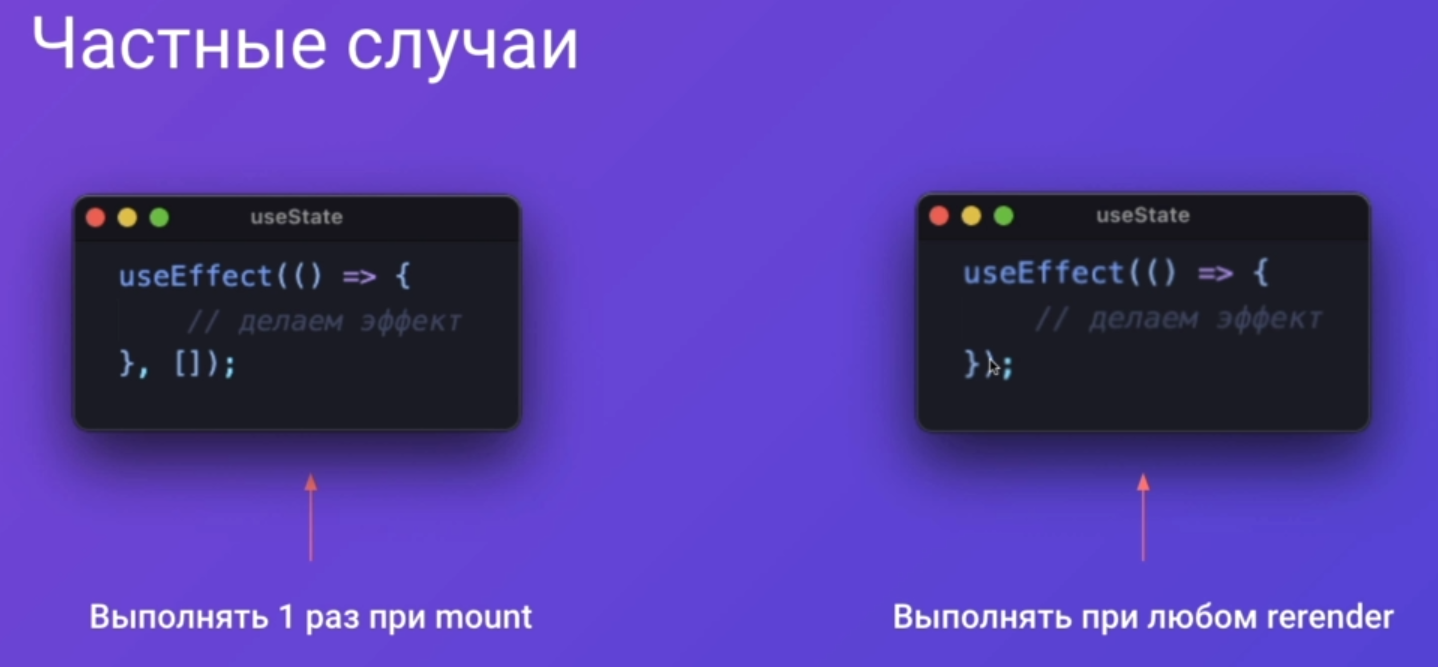 Частные случаи
useState
useEffect(() => {
// делаем эффект
}, []);
Выполнять 1 раз при mount
useState
useEffect(() => {
// делаем эффект
});
Выполнять при любом rerender